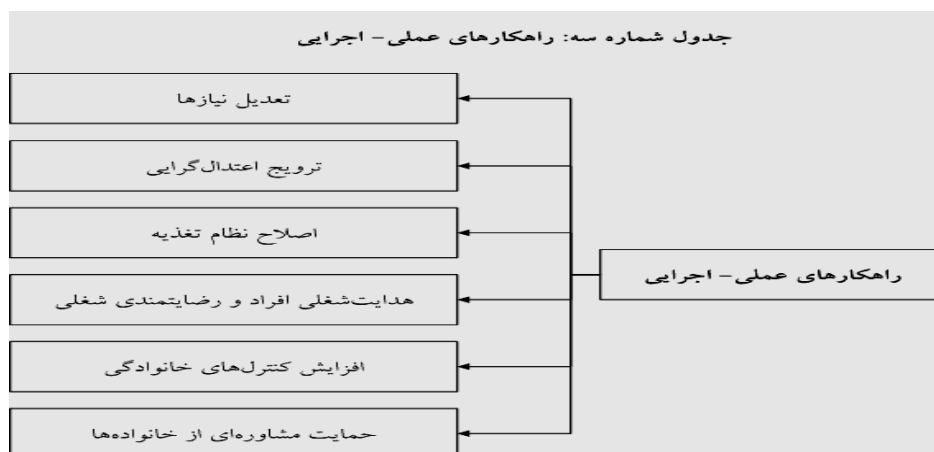 جدول شماره سه: راهکارهای عملی- اجرایی
راهکارهای عملی- اجرایی
تعدیل نیازها
ترویج اعتدال‌گرایی
اصلاح نظام تغذیه
هدایت‌شغلی افراد و رضایتمندی شغلی
افزایش کنترل‌های خانوادگی
حمایت مشاوره‌ای از خانواده‌ها